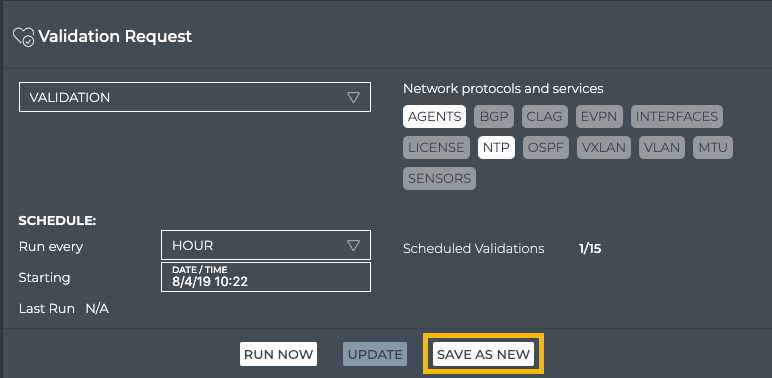 Validation Request
VALIDATION
Network protocols and services
AGENTS BGP CLAG EVPN INTERFACES
LICENSE NTP OSPF VXLAN VLAN MTU
SENSORS
SCHEDULE:
Run every HOUR
Scheduled Validations 1/15
Starting DATE / TIME
8/4/19 10:22
Last Run N/A
RUN NOW UPDATE SAVE AS NEW